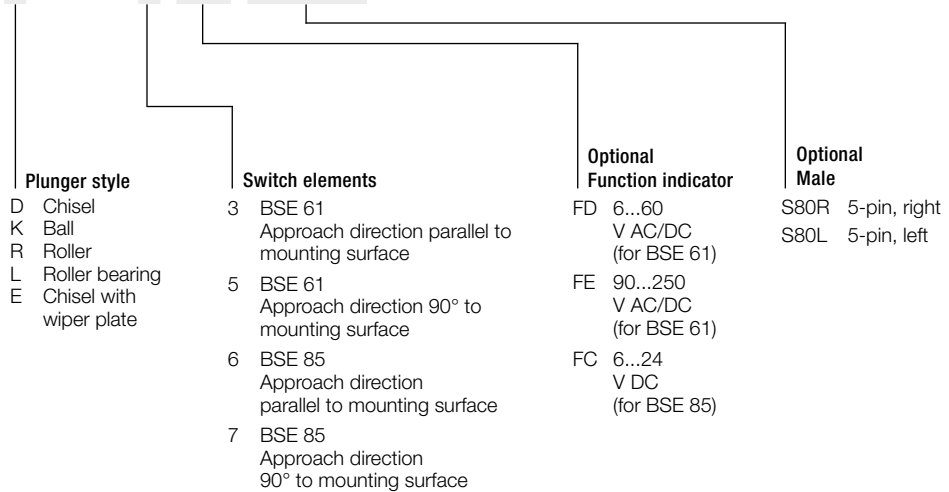 Plunger style
D Chisel
K Ball
R Roller
L Roller bearing
E Chisel with
wiper plate
Switch elements
3 BSE 61
Approach direction parallel to
mounting surface
5 BSE 61
Approach direction 90° to
mounting surface
6 BSE 85
Approach direction
parallel to mounting surface
7 BSE 85
Approach direction
90° to mounting surface
Optional
Function indicator
FD 6...60
V AC/DC
(for BSE 61)
FE 90...250
V AC/DC
(for BSE 61)
FC 6...24
V DC
(for BSE 85)
Optional
Male
S80R 5-pin, right
S80L 5-pin, left